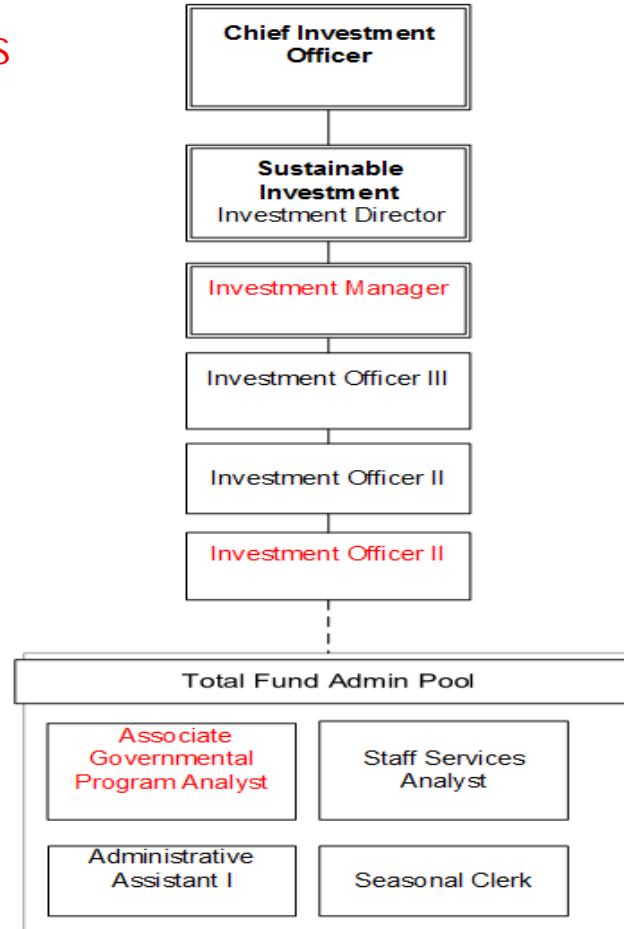 s
Chief Investment
Officer
Sustainable
Investment
Investment Director
Investment Manager
Investment Officer III
Investment Officer II
Investment Officer II
Total Fund Admin Pool
Associate
Governmental
Program Analyst
Staff Services
Analyst
Administrative
Assistant I
Seasonal Clerk